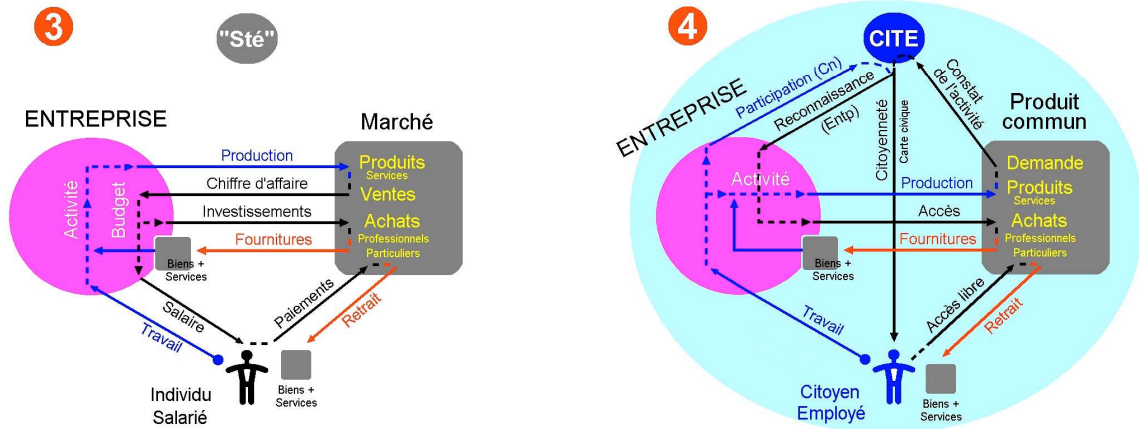 3
"Sté"
ENTREPRISE
Marché
Production
Produits
Services
Chiffre d'affaire
Ventes
Activité
Budget
Investissements
Achats
Fournitures
Professionnels
Particuliers
Biens +
Services
Salaire
Paiements
Retrait
Travail
Individu
Salarié
Biens +
Services
4
CITE
ENTREPRISE
Participation (Cn)
Reconnaissance
(Entp)
Citoyenneté
Carte civique
Constat
de l'activité
Produit
commun
Demande
Activité
Production
Produits
Services
Accès
Achats
Fournitures
Professionnels
Particuliers
Biens +
Services
Travail
Accès libre
Retrait
Citoyen
Employé
Biens +
Services